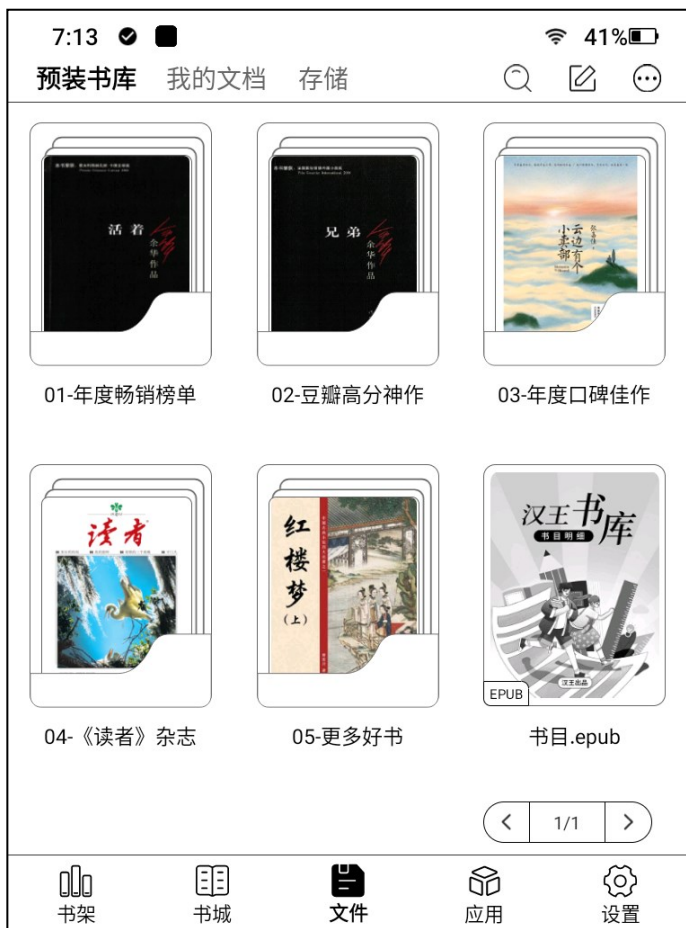 7:13
41%
预装书库 我的文档 存储
活着
余华作品
兄弟
余华作品
云边有个
小卖部
张嘉佳
01-年度畅销榜单
02-豆瓣高分神作
03-年度口碑佳作
读者
红楼梦
(上)
汉王书库
书目明细
汉王出品
EPUB
04-《读者》杂志
05-更多好书
书目.epub
1/1
书架
书城
文件
应用
设置